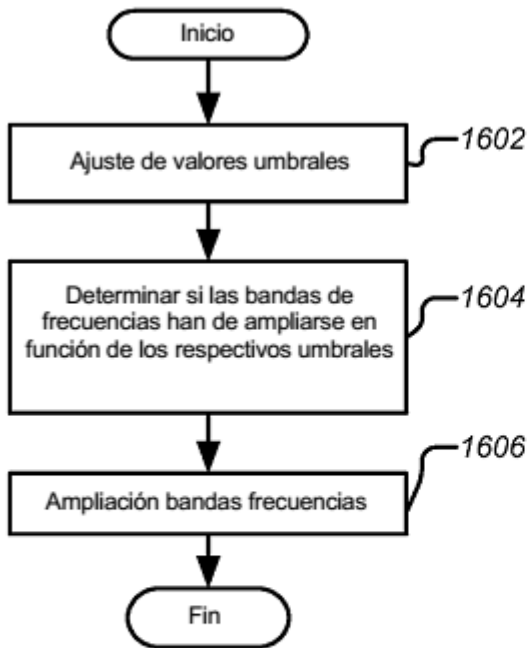 Inicio
Ajuste de valores umbrales
1602
Determinar si las bandas de
frecuencias han de ampliarse en
función de los respectivos umbrales
1604
Ampliación bandas frecuencias
1606
Fin